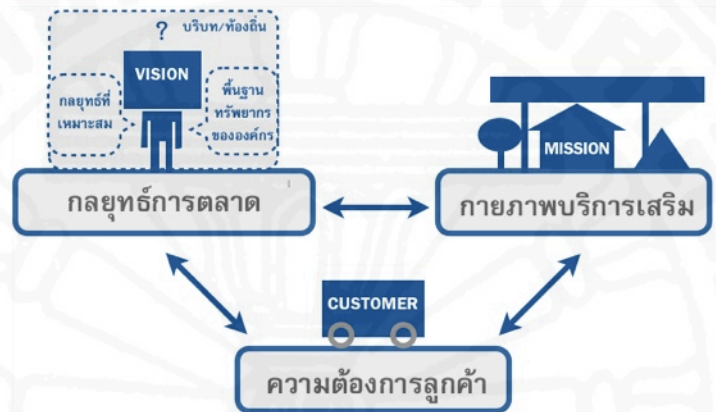 ? บริบท/ท้องถิ่น
VISION
กลยุทธ์ที่
เหมาะสม
พื้นฐาน
ทรัพยากร
ขององค์กร
MISSION
กลยุทธ์การตลาด
กายภาพบริการเสริม
CUSTOMER
ความต้องการลูกค้า